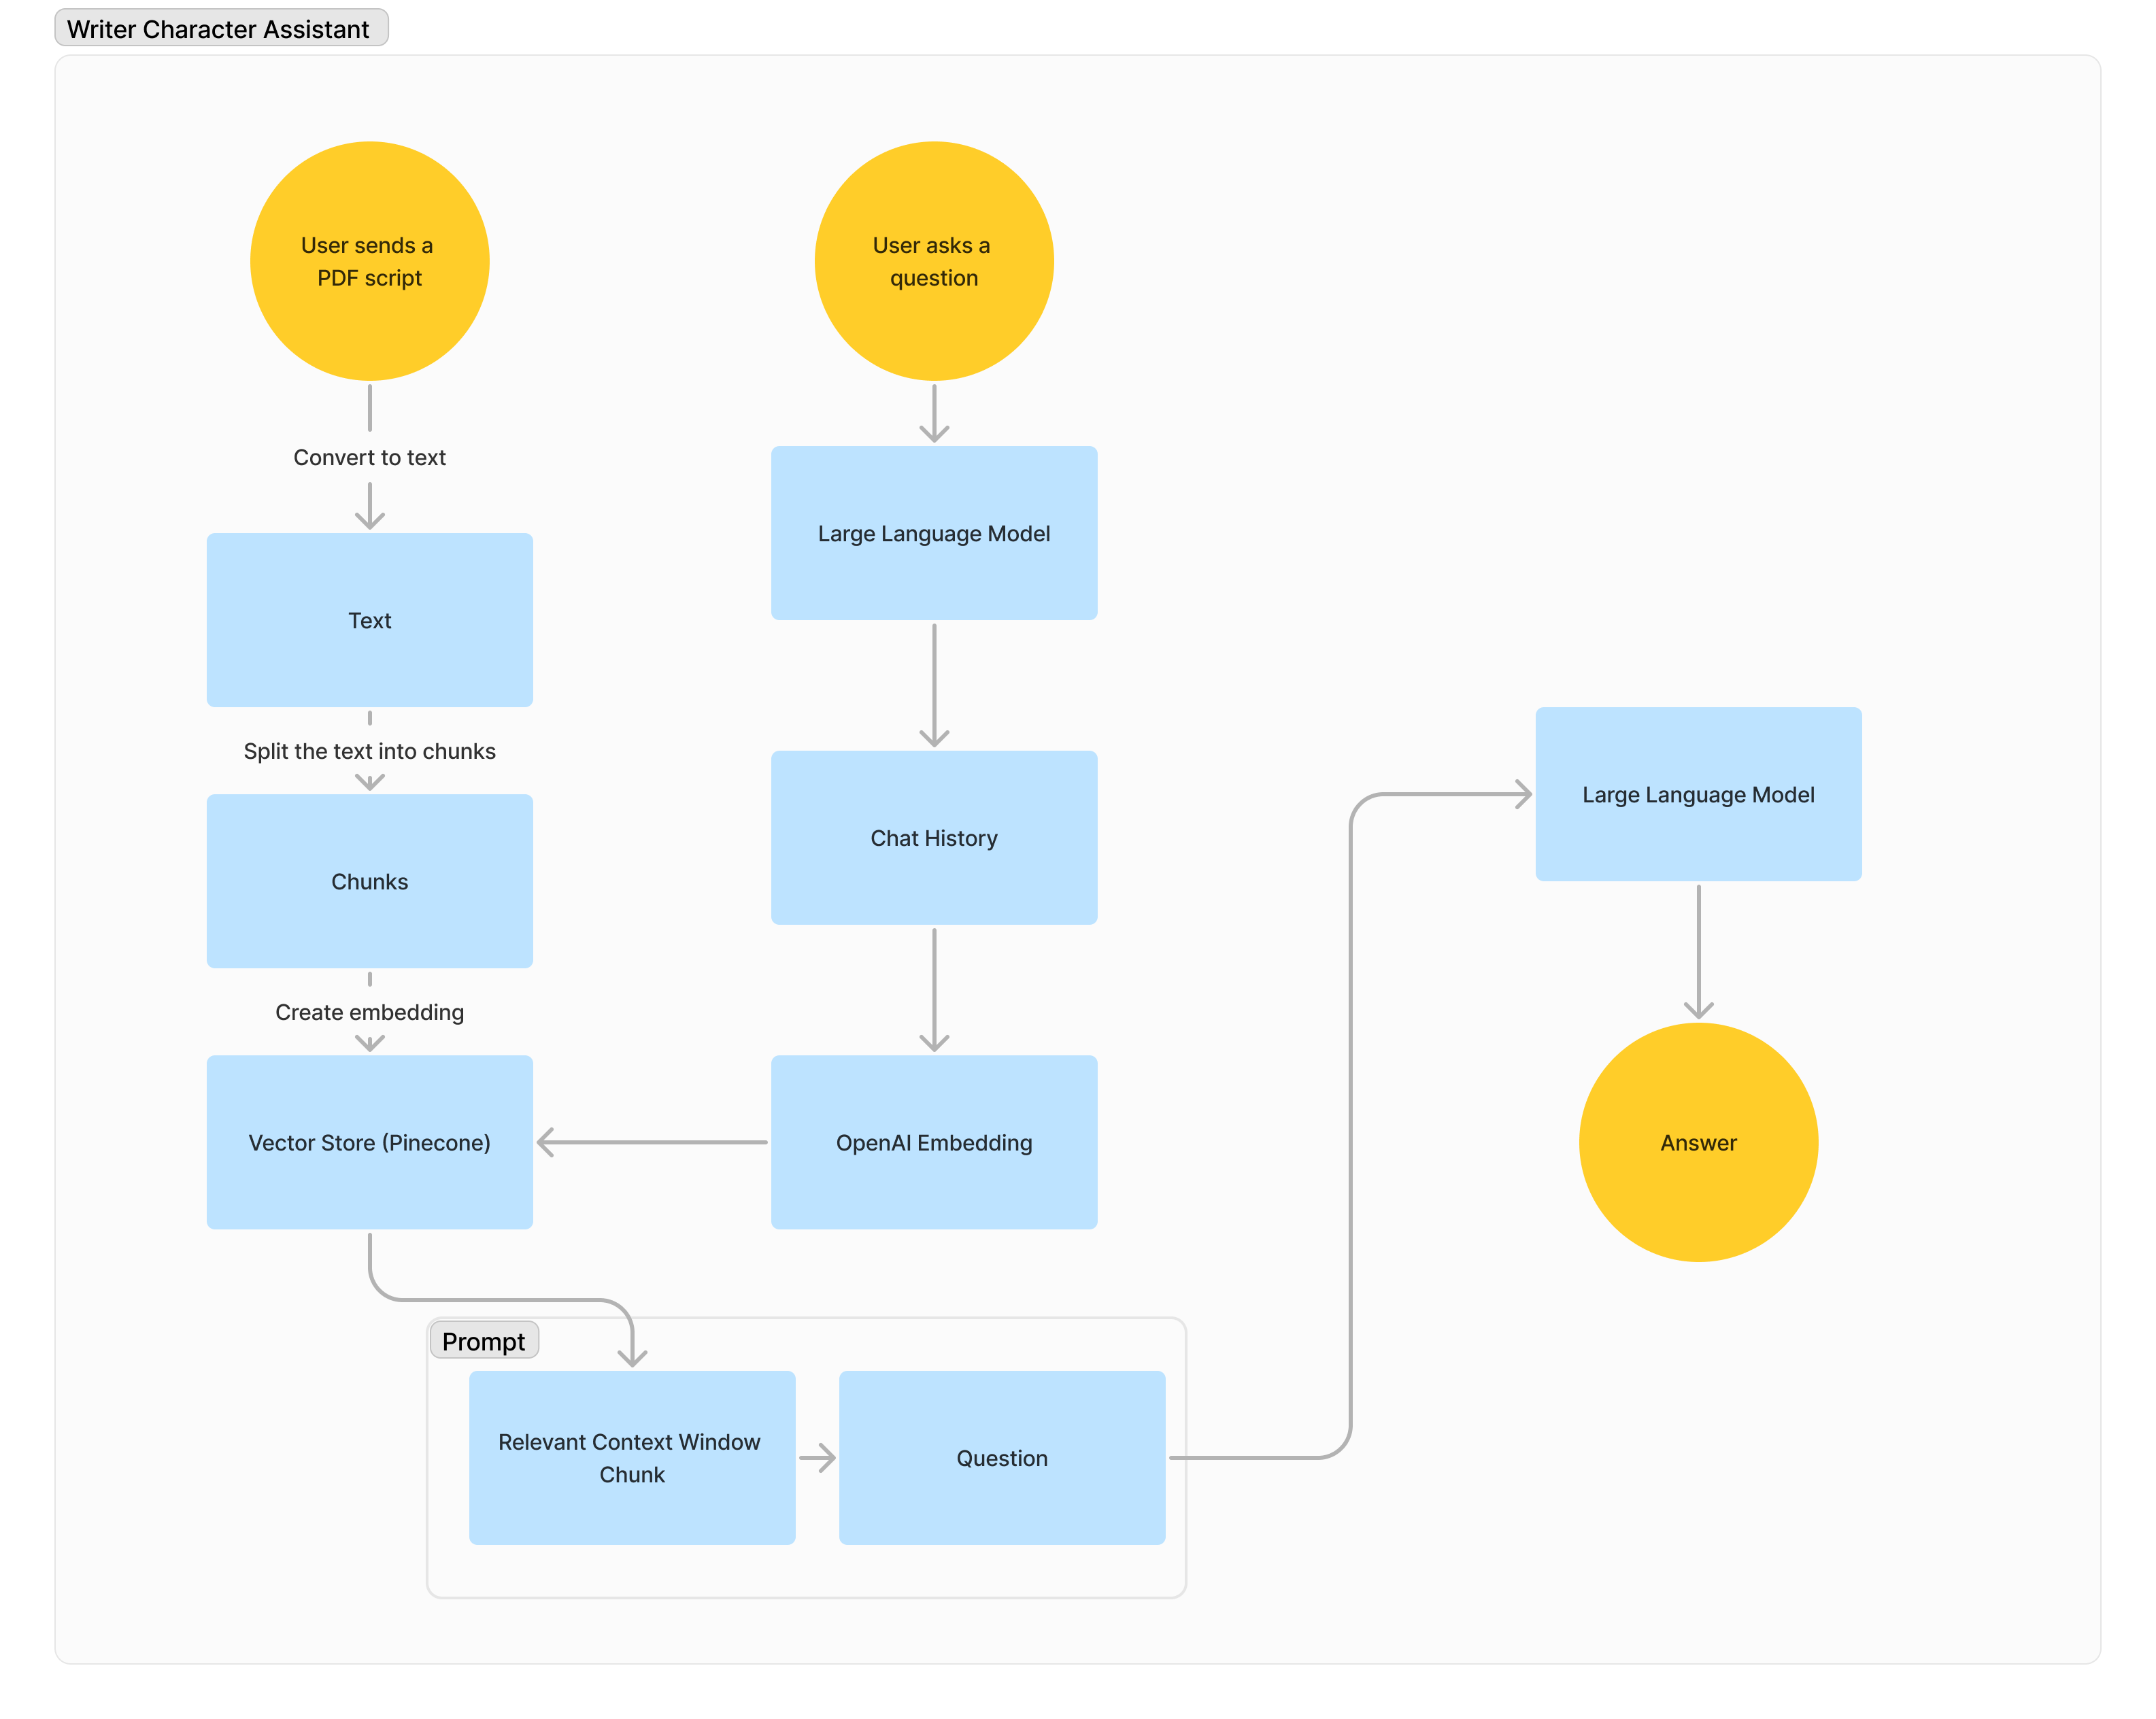 Writer Character Assistant
User sends a
PDF script
Convert to text
Text
Split the text into chunks
Chunks
Create embedding
Vector Store (Pinecone)
User asks a
question
Large Language Model
Chat History
OpenAI Embedding
Prompt
Relevant Context Window
Chunk
Question
Large Language Model
Answer